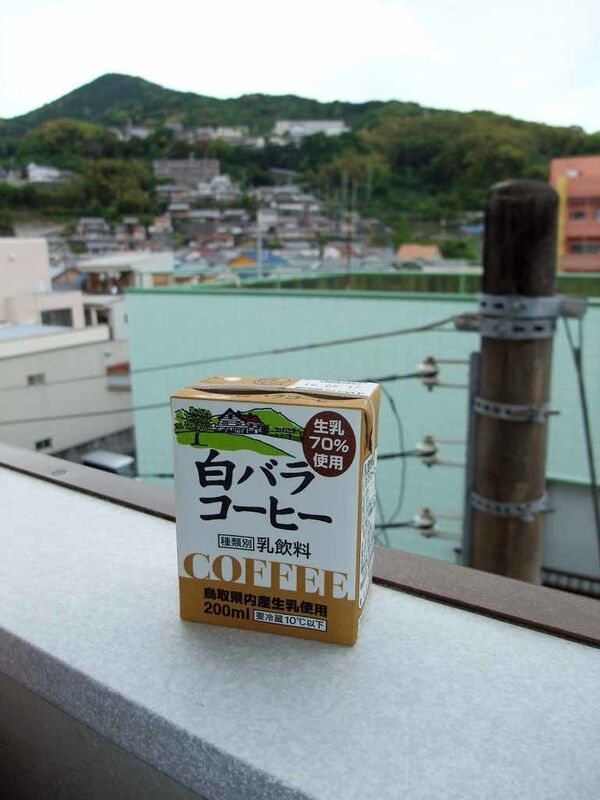 生乳
70%
使用
白バラ
コーヒー
種類別 乳飲料
COFFEE
鳥取県内産生乳使用
200ml 要冷蔵10℃以下